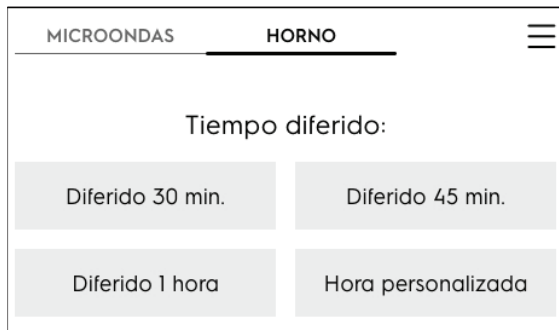 MICROONDAS HORNO
Tiempo diferido:
Diferido 30 min. Diferido 45 min.
Diferido 1 hora Hora personalizada